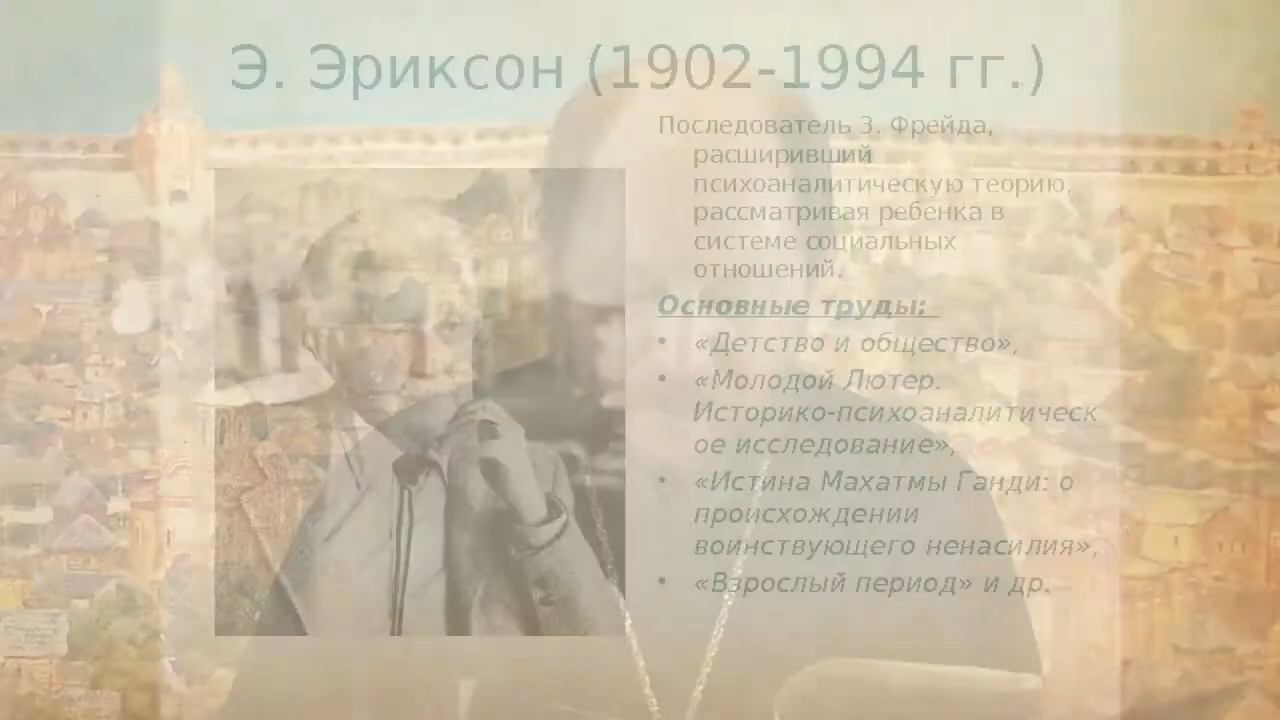 Э. Эриксон (1902-1994 гг.)
Последователь З. Фрейда,
расширивший
психоаналитическую теорию,
рассматривая ребенка в
системе социальных
отношений.
Основные труды:
• «Детство и общество»,
• «Молодой Лютер.
Историко-психоаналитическ
ое исследование»,
• «Истина Махатмы Ганди: о
происхождении
воинствующего ненасилия»,
• «Взрослый период» и др.